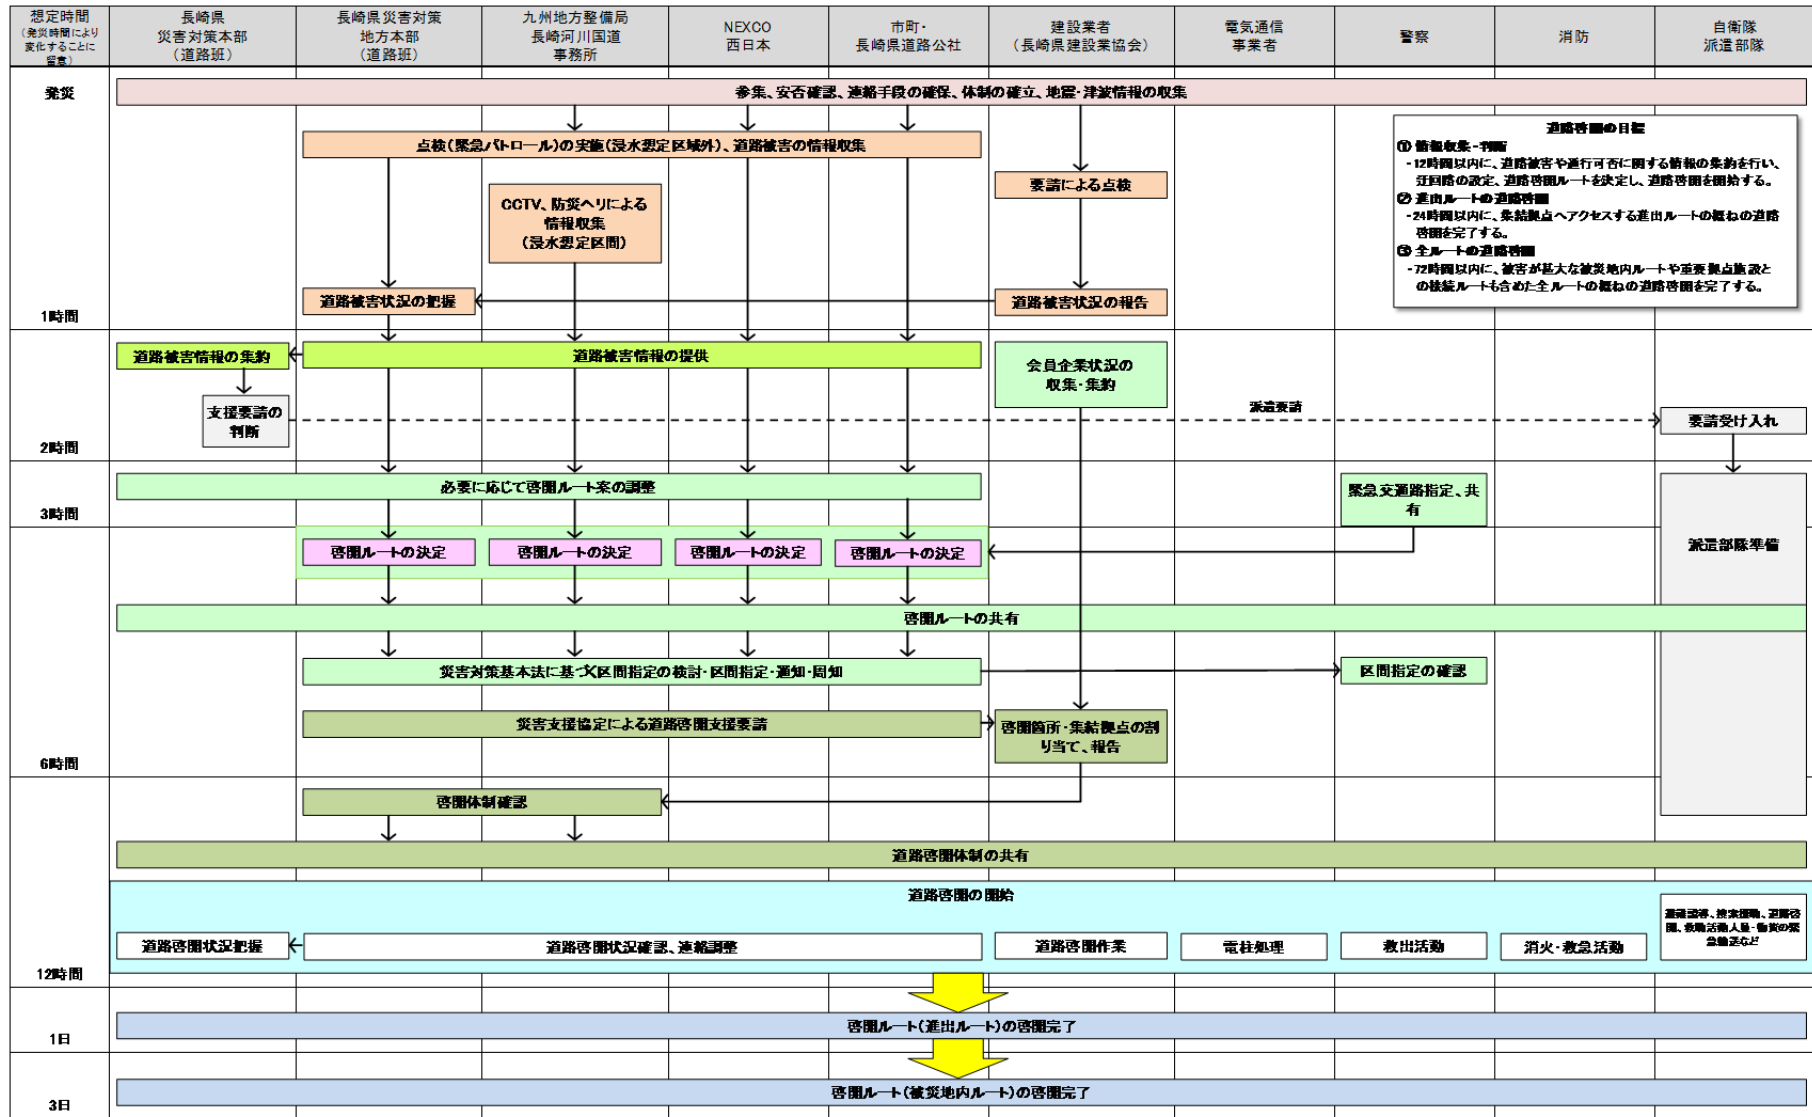 想定時間
(発災時間により
変化することに
留意)
長崎県
災害対策本部
(道路班)
長崎県災害対策
地方本部
(道路班)
九州地方整備局
長崎河川国道
事務所
NEXCO
西日本
市町・
長崎県道路公社
建設業者
(長崎県建設業協会)
電気通信
事業者
警察
消防
自衛隊
派遣部隊
発災
参集、安否確認、連絡手段の確保、体制の確立、地震・津波情報の収集
点検(緊急パトロール)の実施(浸水想定区域外)、道路被害の情報収集
道路啓開の目標
① 情報収集・判断
・12時間以内に、道路被害や通行可否に関する情報の集約を行い、
迂回路の設定、道路啓開ルートを決定し、道路啓開を開始する。
② 進出ルートの道路啓開
・24時間以内に、集結拠点へアクセスする進出ルートの概ねの道路
啓開を完了する。
③ 全ルートの道路啓開
・72時間以内に、被害が甚大な被災地内ルートや重要拠点施設と
の接続ルートも含めた全ルートの概ねの道路啓開を完了する。
要請による点検
CCTV、防災ヘリによる
情報収集
(浸水想定区間)
道路被害状況の把握
道路被害状況の報告
1時間
道路被害情報の集約
道路被害情報の提供
会員企業状況の
収集・集約
支援要請の
判断
派遣要請
要請受け入れ
2時間
必要に応じて啓開ルート案の調整
緊急交通路指定、共
有
3時間
啓開ルートの決定
啓開ルートの決定
啓開ルートの決定
啓開ルートの決定
派遣部隊準備
啓開ルートの共有
災害対策基本法に基づく区間指定の検討・区間指定・通知・周知
区間指定の確認
災害支援協定による道路啓開支援要請
啓開箇所・集結拠点の割
り当て、報告
6時間
啓開体制確認
道路啓開体制の共有
道路啓開の開始
避難誘導、捜索援助、道路啓
開、救助活動人員・物資の緊
急輸送など
道路啓開状況把握
道路啓開状況確認、連絡調整
道路啓開作業
電柱処理
救出活動
消火・救急活動
12時間
啓開ルート(進出ルート)の啓開完了
1日
啓開ルート(被災地内ルート)の啓開完了
3日